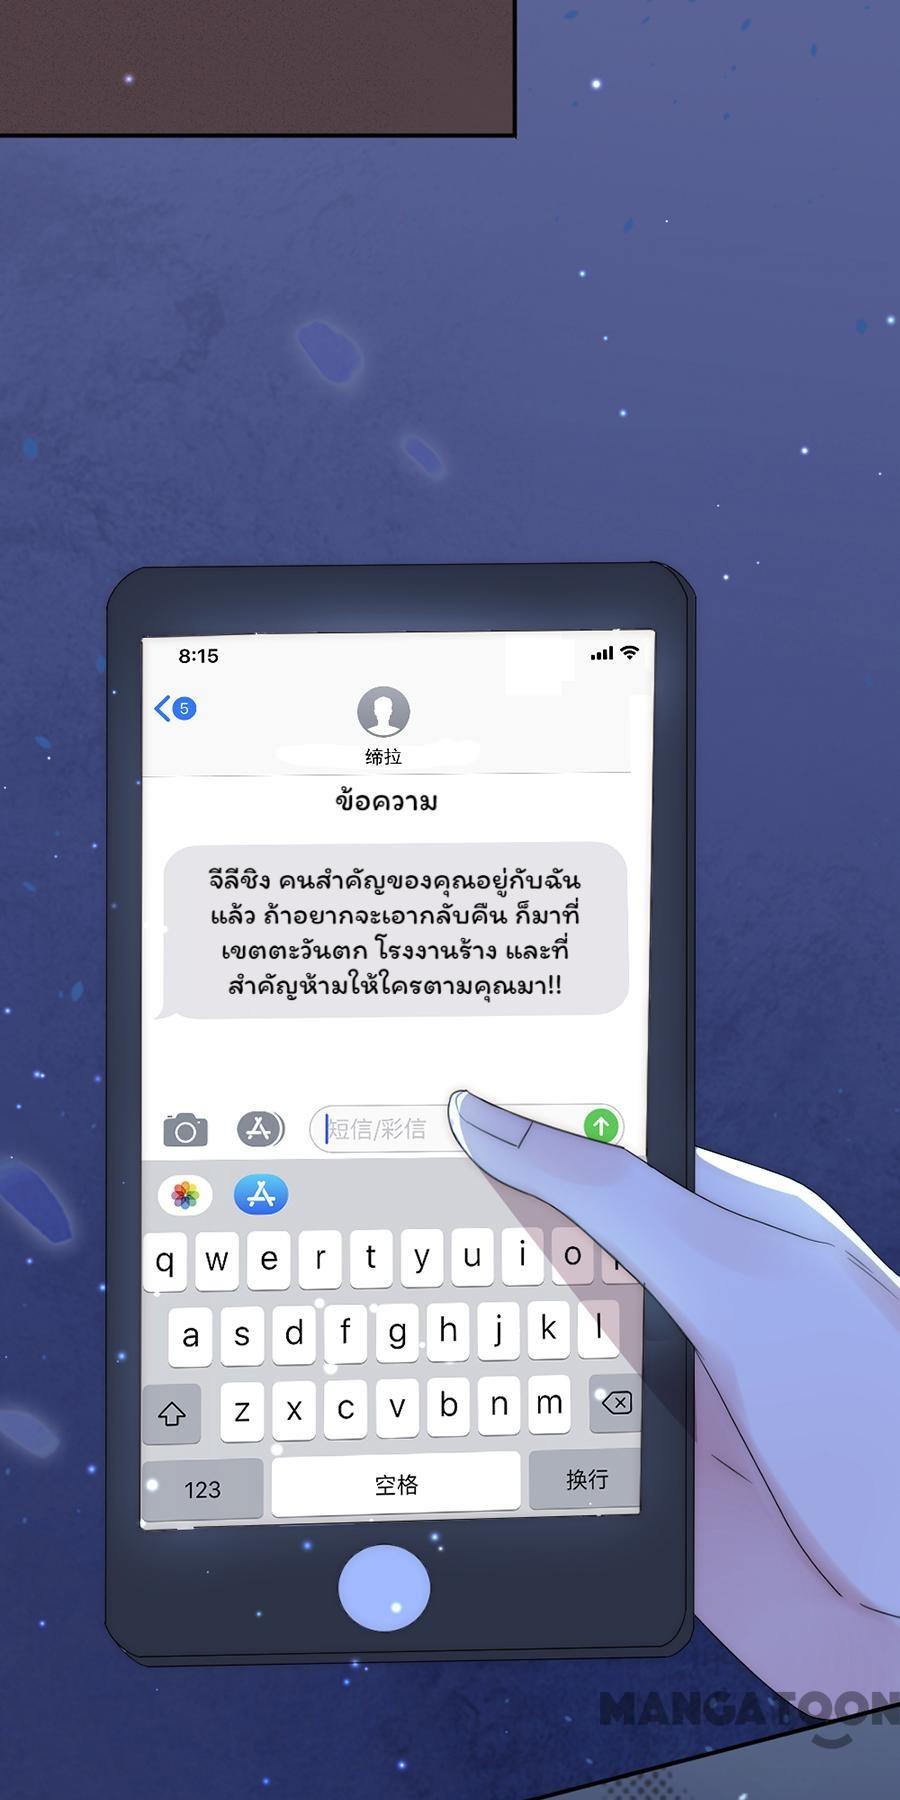 8:15
5
缔拉
ข้อความ
จีลีชิง คนสำคัญของคุณอยู่กับฉัน
แล้ว ถ้าอยากจะเอากลับคืน ก็มาที่
เขตตะวันตก โรงงานร้าง และที่
สำคัญห้ามให้ใครตามคุณมา!!
短信/彩信
q w e r t y u i o
a s d f g h j k l
z x c v b n m
123 空格 换行
MANGATOON